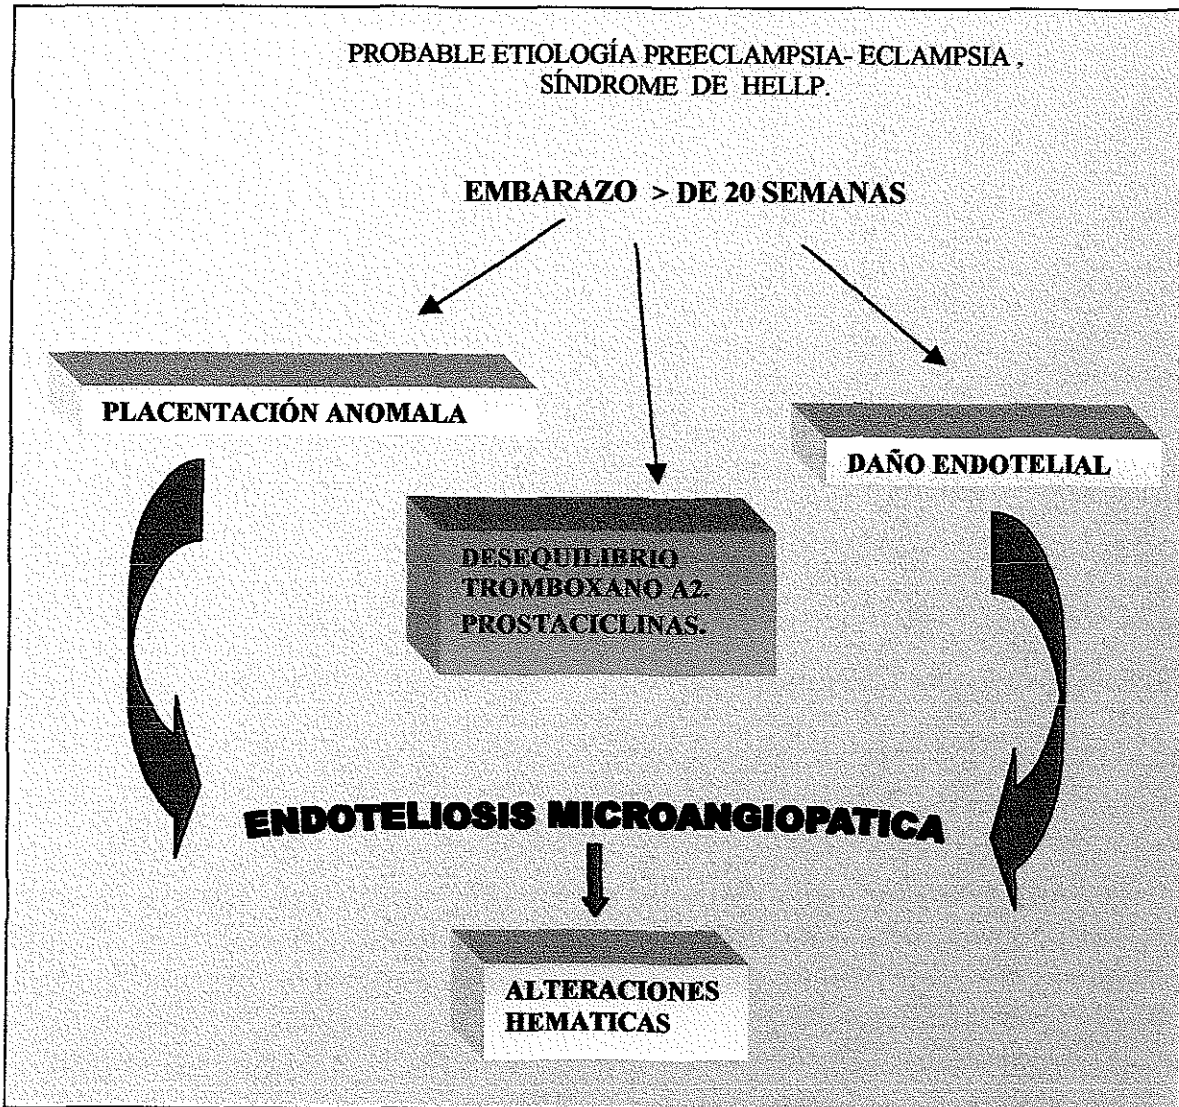 PROBABLE ETIOLOGÍA PREECLAMPSIA- ECLAMPSIA ,
SÍNDROME DE HELLP.
EMBARAZO > DE 20 SEMANAS
PLACENTACIÓN ANOMALA
DAÑO ENDOTELIAL
DESEQUILIBRIO
TROMBOXANO A2.
PROSTACICLINAS.
ENDOTELIOSIS MICROANGIOPATICA
ALTERACIONES
HEMATICAS